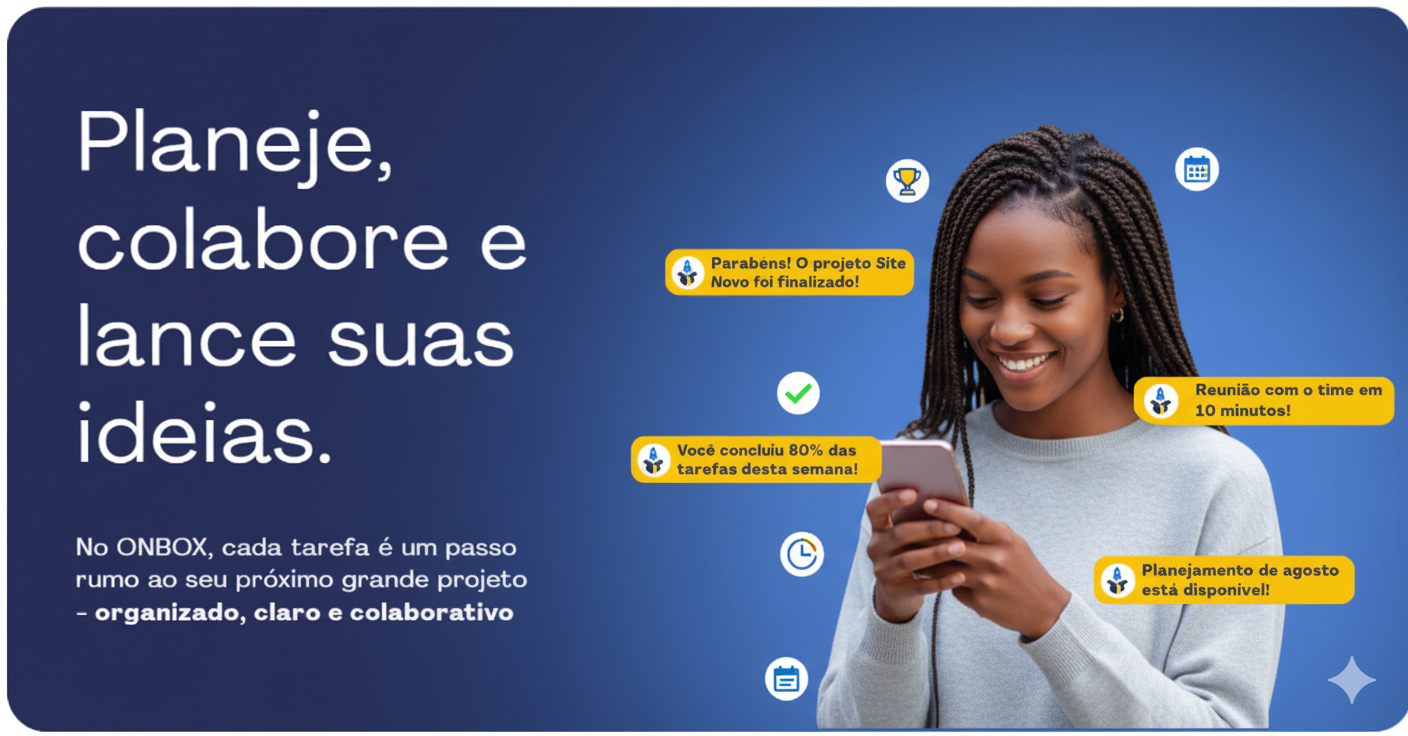 Planeje,
colabore e
lance suas
ideias.
No ONBOX, cada tarefa é um passo
rumo ao seu próximo grande projeto
- organizado, claro e colaborativo
Parabéns! O projeto Site
Novo foi finalizado!
Você concluiu 80% das
tarefas desta semana!
Reunião com o time em
10 minutos!
Planejamento de agosto
está disponível!